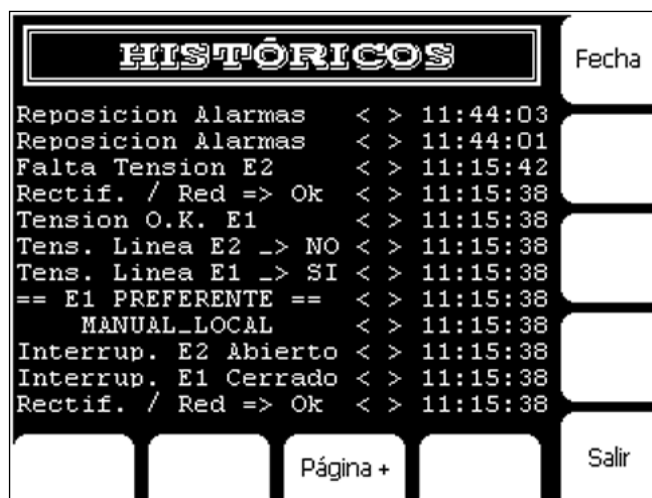 HISTÓRICOS
Fecha
Reposicion Alarmas < > 11:44:03
Reposicion Alarmas < > 11:44:01
Falta Tension E2 < > 11:15:42
Rectif. / Red => Ok < > 11:15:38
Tension O.K. E1 < > 11:15:38
Tens. Linea E2 _> NO < > 11:15:38
Tens. Linea E1 _> SI < > 11:15:38
== E1 PREFERENTE == < > 11:15:38
MANUAL_LOCAL < > 11:15:38
Interrup. E2 Abierto < > 11:15:38
Interrup. E1 Cerrado < > 11:15:38
Rectif. / Red => Ok < > 11:15:38
Página +
Salir